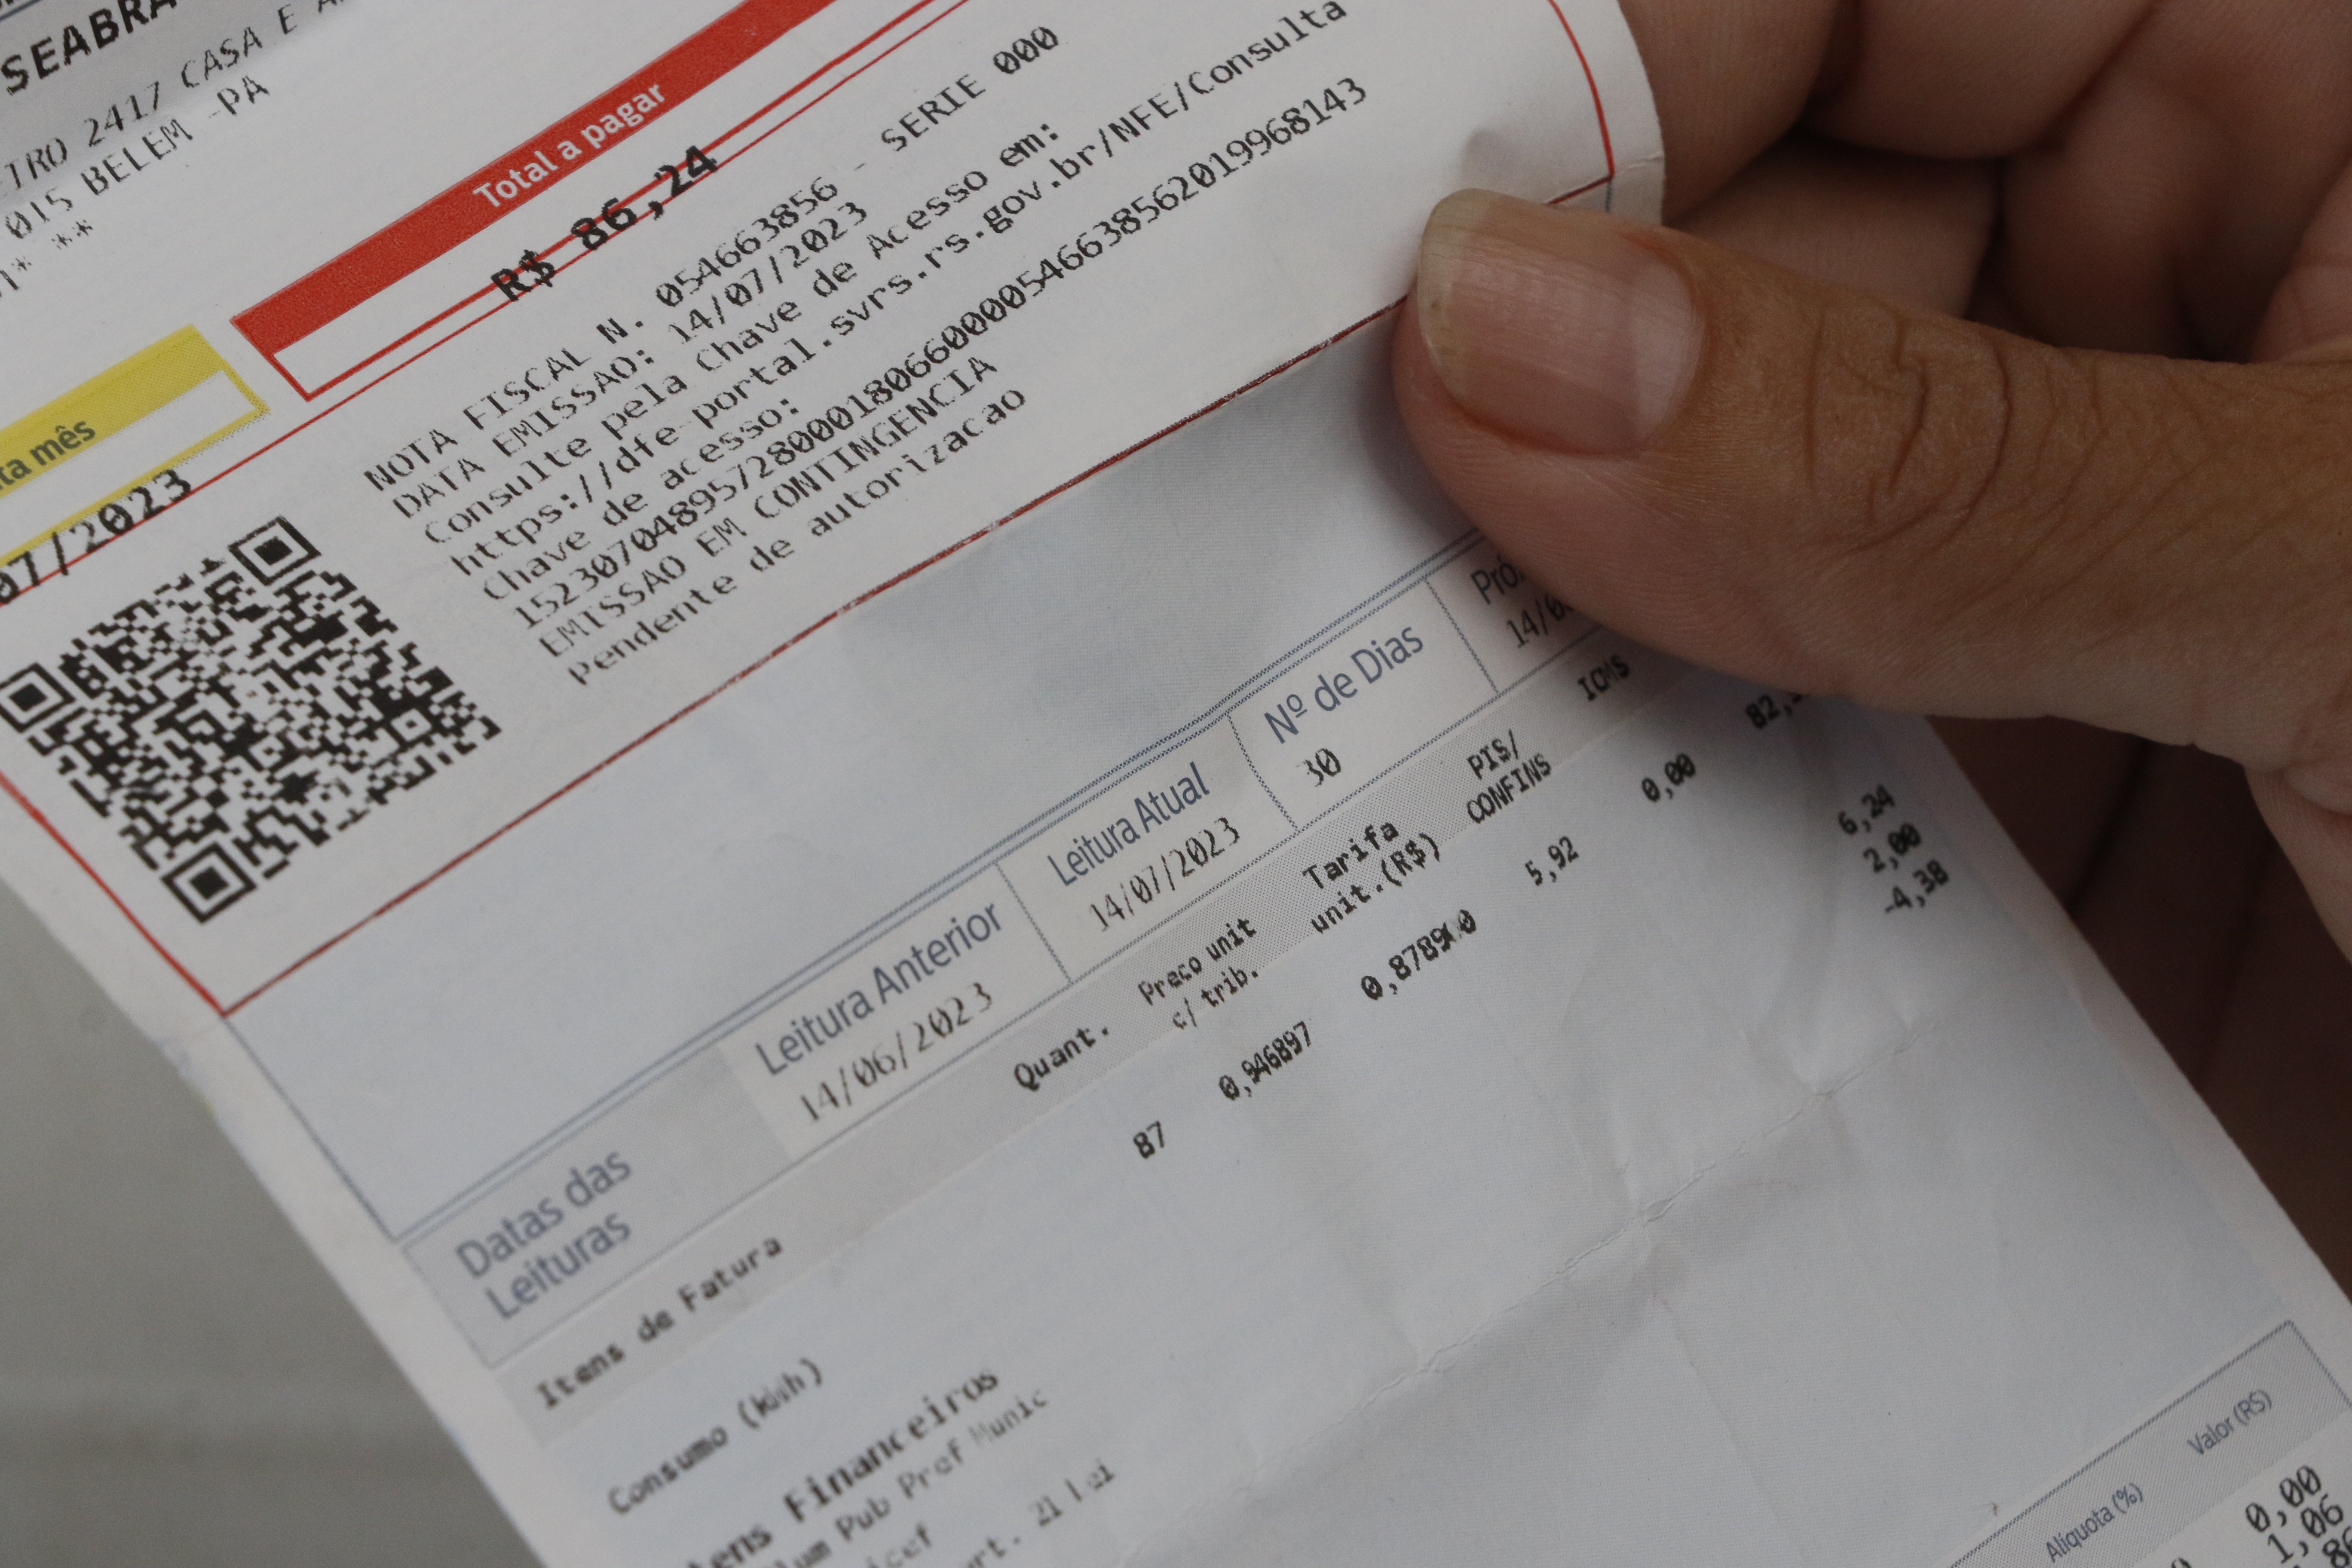 SEABRA
TRO 2417 CASA E
015 BELEM -PA
**
Total a pagar
R$ 86,24
ta mês
07/2023
NOTA FISCAL N. 054663856 - SERIE 000
DATA EMISSAO: 14/07/2023
Consulte pela Chave de Acesso em:
https://dfe-portal.svrs.rs.gov.br/NFE/Consulta
Chave de acesso:
15230704895728000180660000054663856201996​8143
EMISSAO EM CONTINGENCIA
Pendente de autorizacao
Datas das Leituras
Leitura Anterior
14/06/2023
Leitura Atual
14/07/2023
Nº de Dias
30
Itens de Fatura
Quant.
Preco unit
c/ trib.
Tarifa
unit.(R$)
PIS/
CONFINS
ICMS
Consumo (kWh)
87
0,946897
5,92
0,00
82,
Financeiros
Pub Pref Munic
6,24
2,00
21 lei
-4,38
Alíquota (%)
Valor (R$)
0,00
1,06